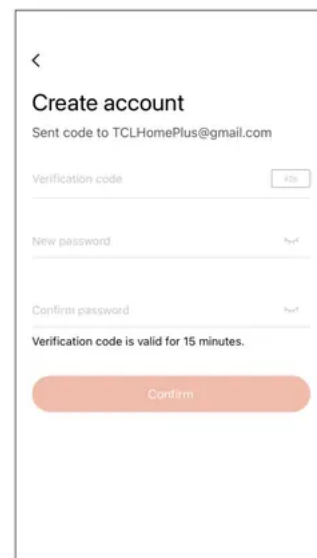 Create account
Sent code to TCLHomePlus@gmail.com
Verification code
New password
Confirm password
Verification code is valid for 15 minutes.
Confirm